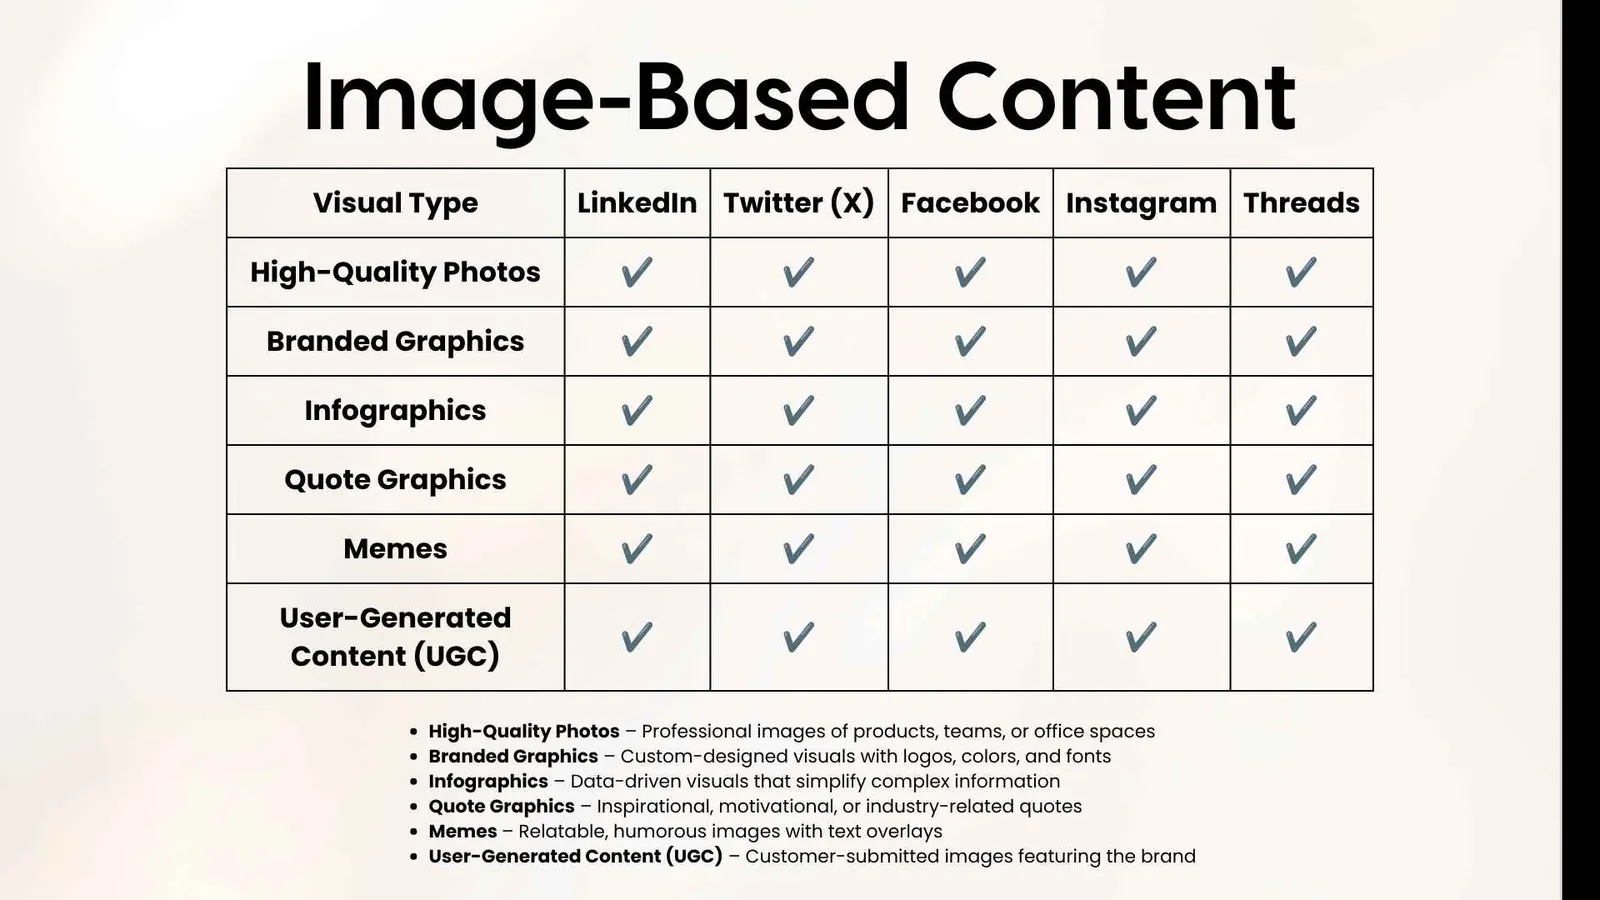 Image-Based Content
Visual Type LinkedIn Twitter (X) Facebook Instagram Threads
High-Quality Photos ✔ ✔ ✔ ✔ ✔
Branded Graphics ✔ ✔ ✔ ✔ ✔
Infographics ✔ ✔ ✔ ✔ ✔
Quote Graphics ✔ ✔ ✔ ✔ ✔
Memes ✔ ✔ ✔ ✔ ✔
User-Generated
Content (UGC) ✔ ✔ ✔ ✔ ✔
• High-Quality Photos – Professional images of products, teams, or office spaces
• Branded Graphics – Custom-designed visuals with logos, colors, and fonts
• Infographics – Data-driven visuals that simplify complex information
• Quote Graphics – Inspirational, motivational, or industry-related quotes
• Memes – Relatable, humorous images with text overlays
• User-Generated Content (UGC) – Customer-submitted images featuring the brand